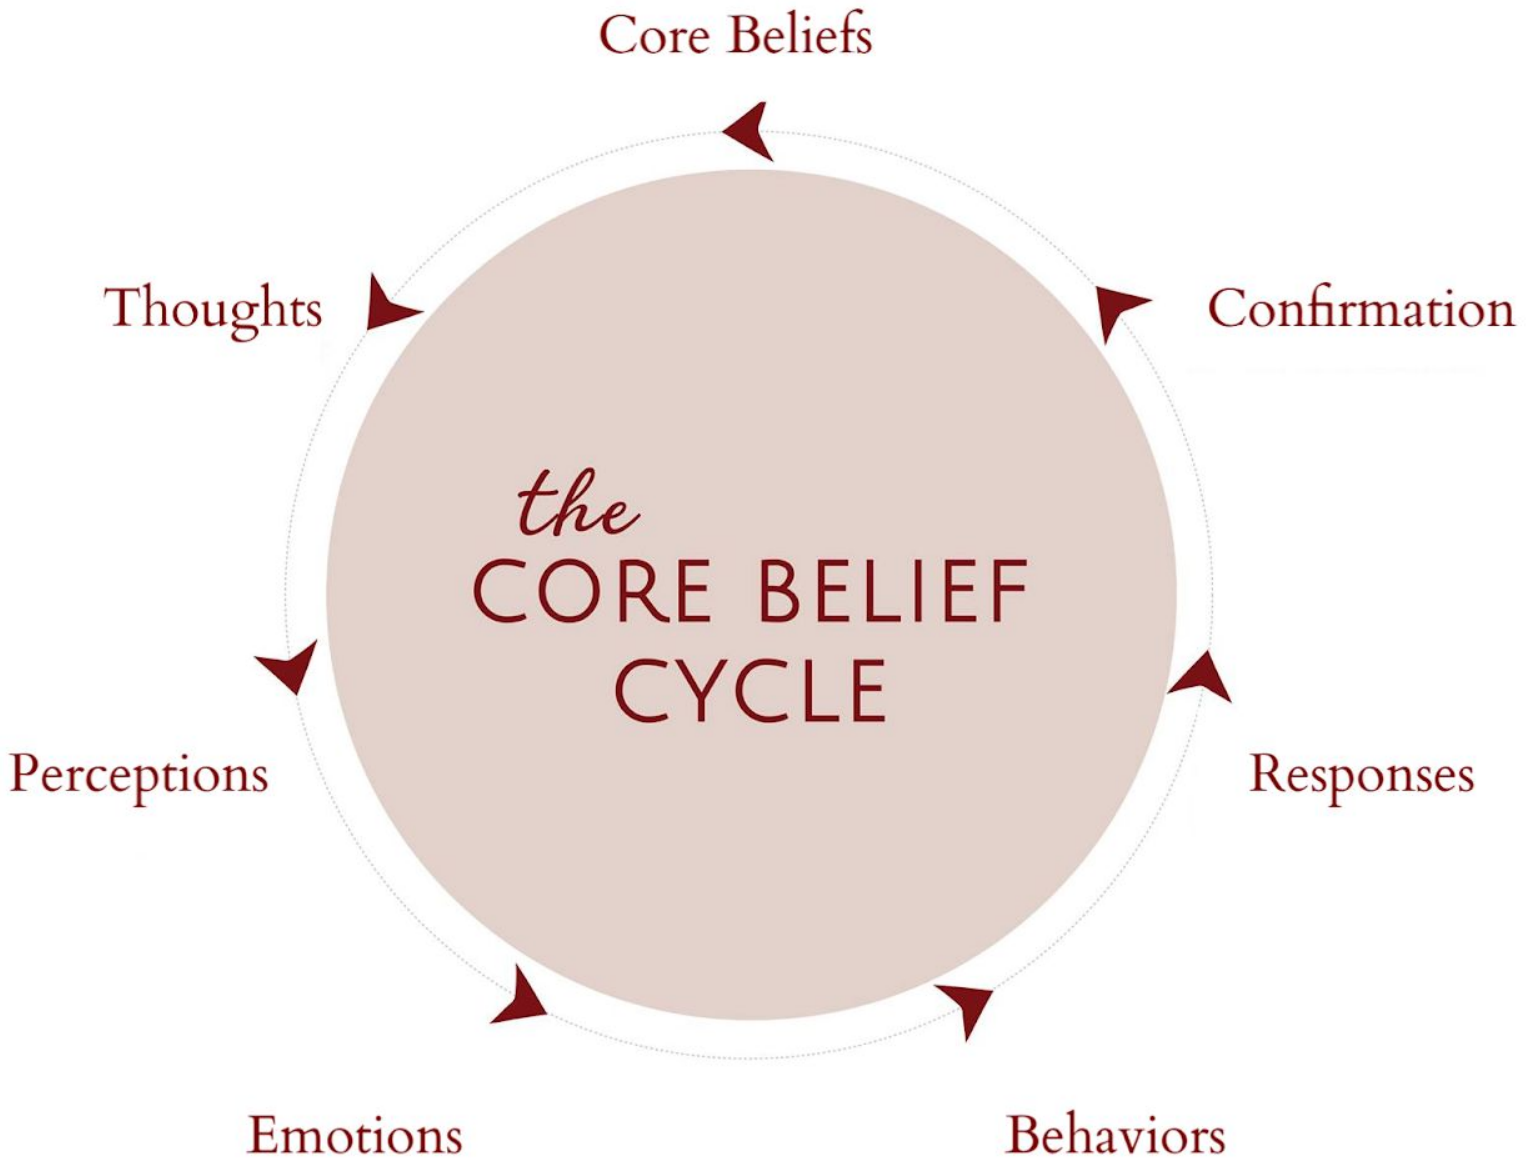 Core Beliefs
Thoughts
Confirmation
the
CORE BELIEF
CYCLE
Perceptions
Responses
Emotions
Behaviors